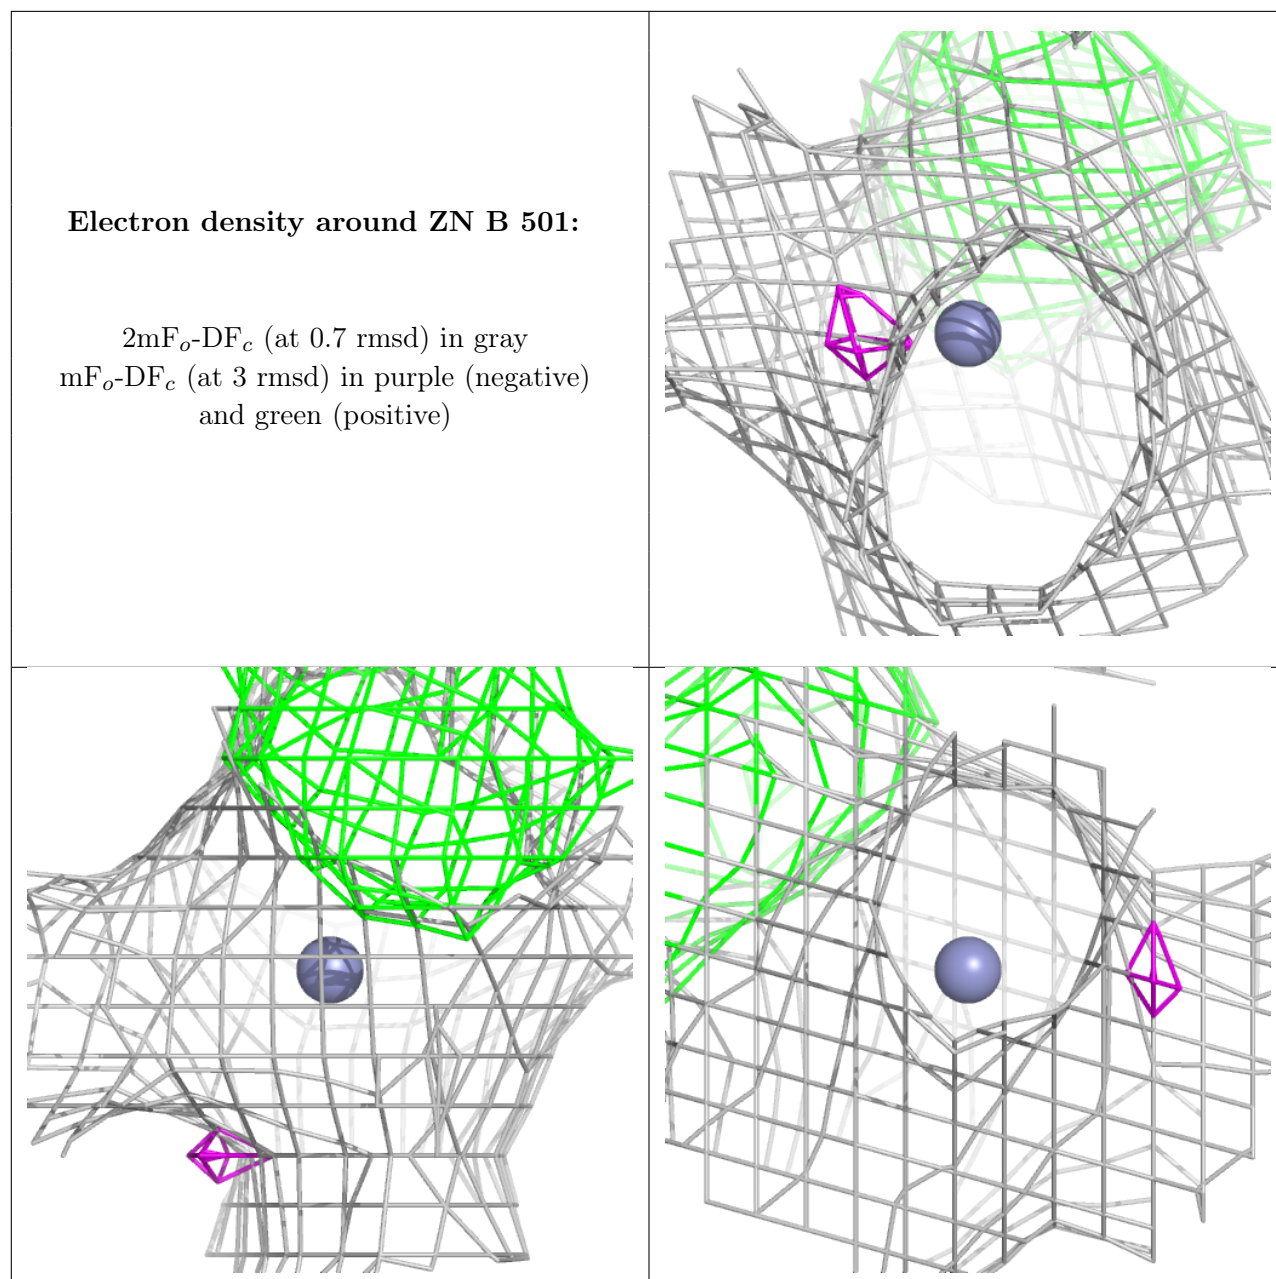 Electron density around ZN B 501:
2mFo-DFc (at 0.7 rmsd) in gray
mFo-DFc (at 3 rmsd) in purple (negative)
and green (positive)